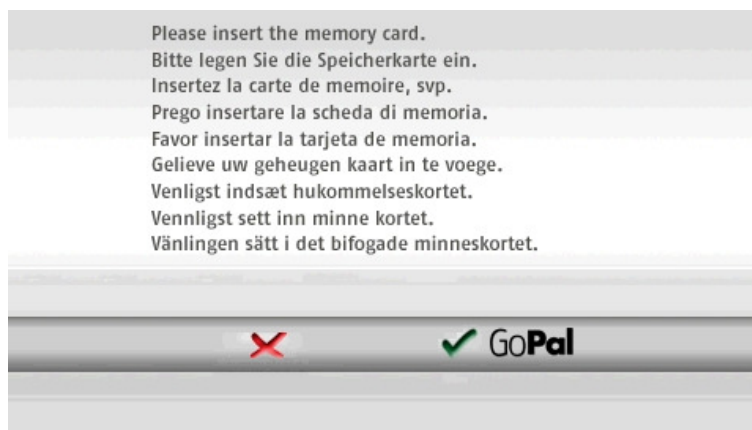 Please insert the memory card.
Bitte legen Sie die Speicherkarte ein.
Insertez la carte de memoire, svp.
Prego insertare la scheda di memoria.
Favor insertar la tarjeta de memoria.
Gelieve uw geheugen kaart in te voege.
Venligst indsæt hukommelseskortet.
Vennligst sett inn minne kortet.
Vänlingen sätt i det bifogade minneskortet.
GoPal